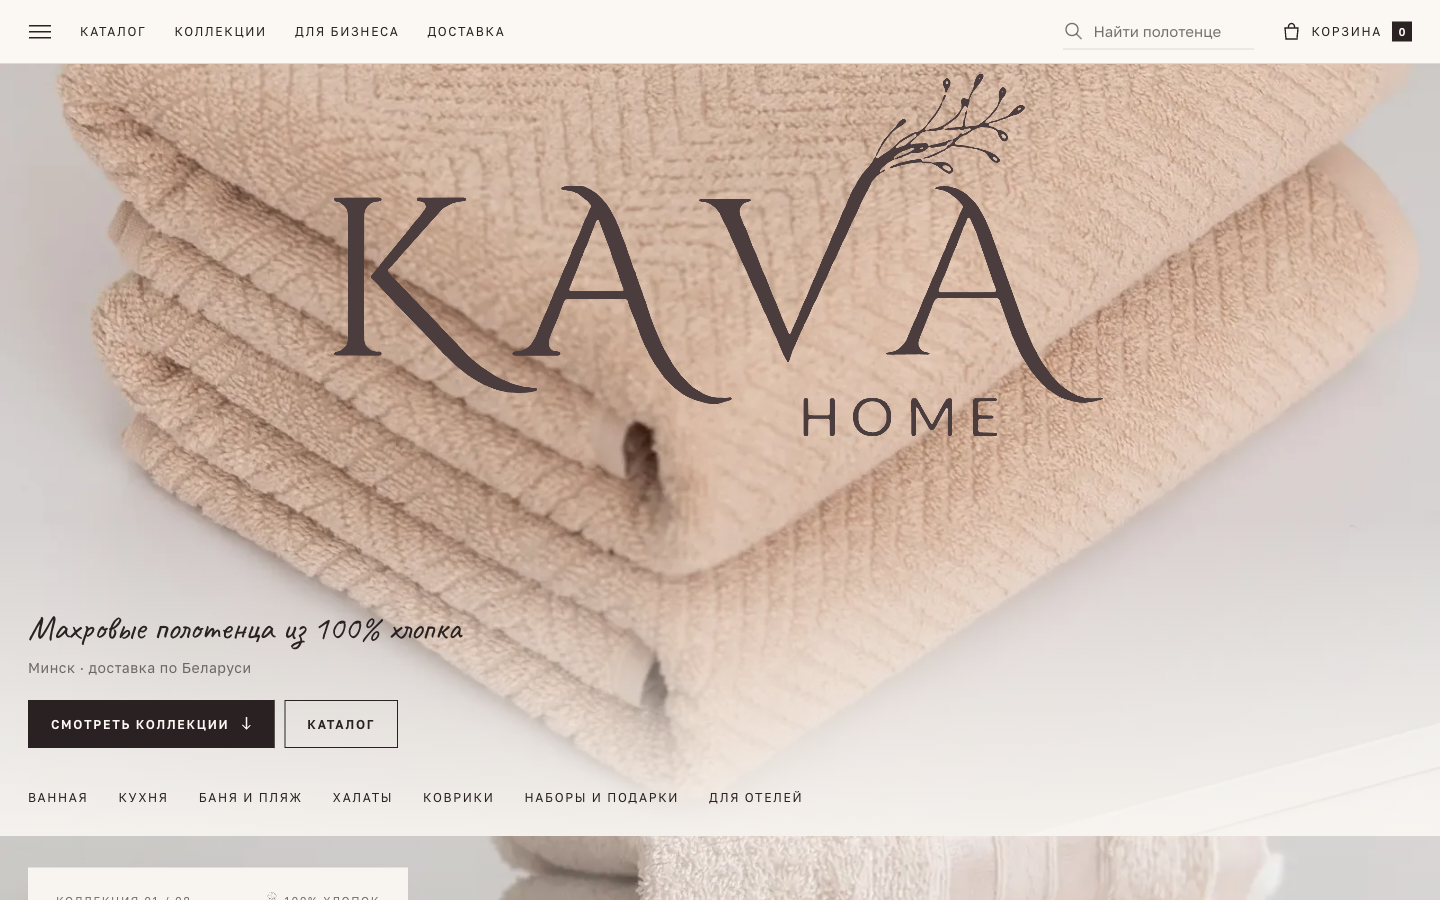 КАТАЛОГ КОЛЛЕКЦИИ ДЛЯ БИЗНЕСА ДОСТАВКА Найти полотенце КОРЗИНА 0
KAVA
HOME
Махровые полотенца из 100% хлопка
Минск · доставка по Беларуси
СМОТРЕТЬ КОЛЛЕКЦИИ ↓ КАТАЛОГ
ВАННАЯ КУХНЯ БАНЯ И ПЛЯЖ ХАЛАТЫ КОВРИКИ НАБОРЫ И ПОДАРКИ ДЛЯ ОТЕЛЕЙ